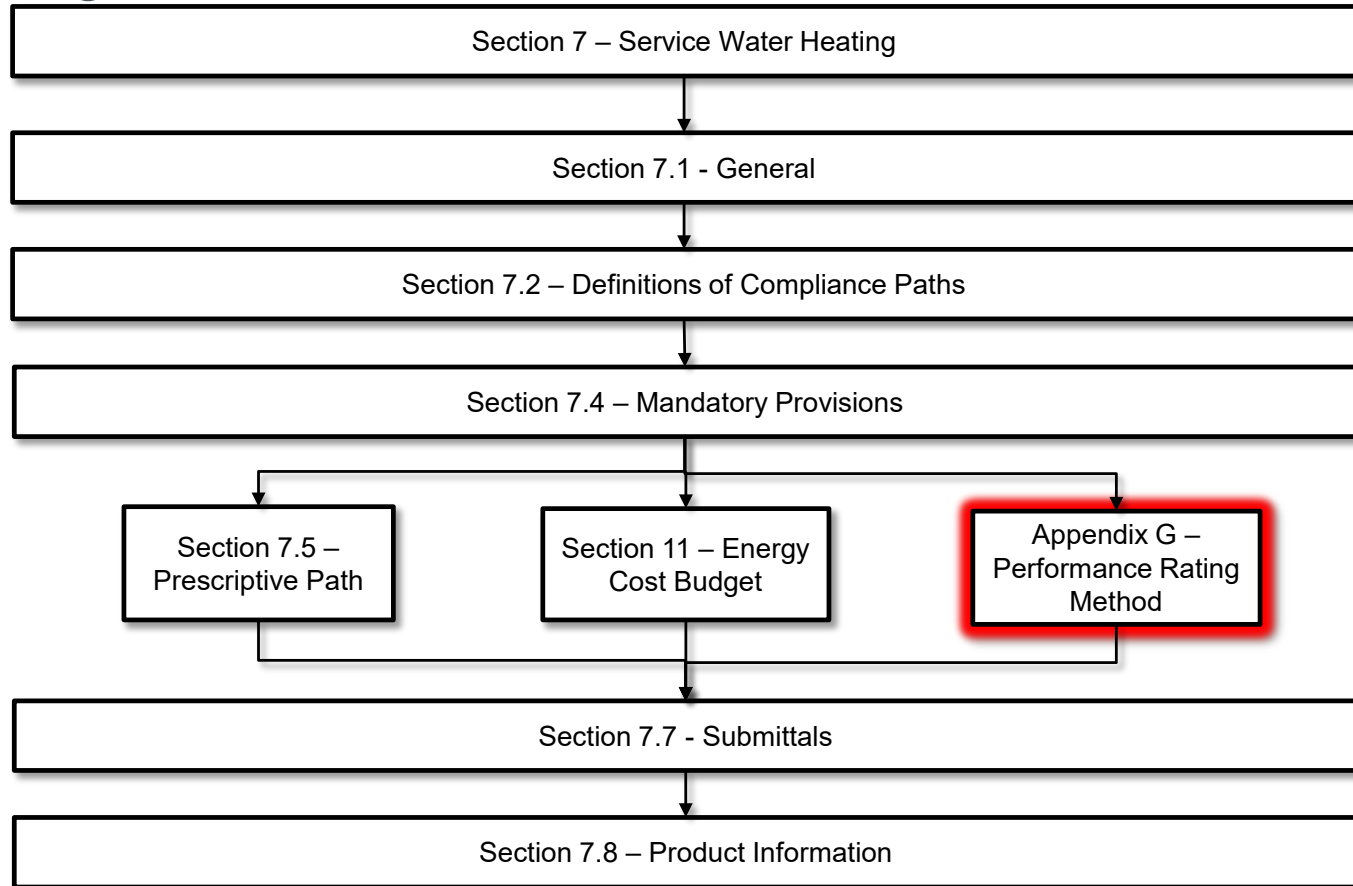 Section 7 – Service Water Heating
Section 7.1 - General
Section 7.2 – Definitions of Compliance Paths
Section 7.4 – Mandatory Provisions
Section 7.5 –
Prescriptive Path
Section 11 – Energy
Cost Budget
Appendix G –
Performance Rating
Method
Section 7.7 - Submittals
Section 7.8 – Product Information